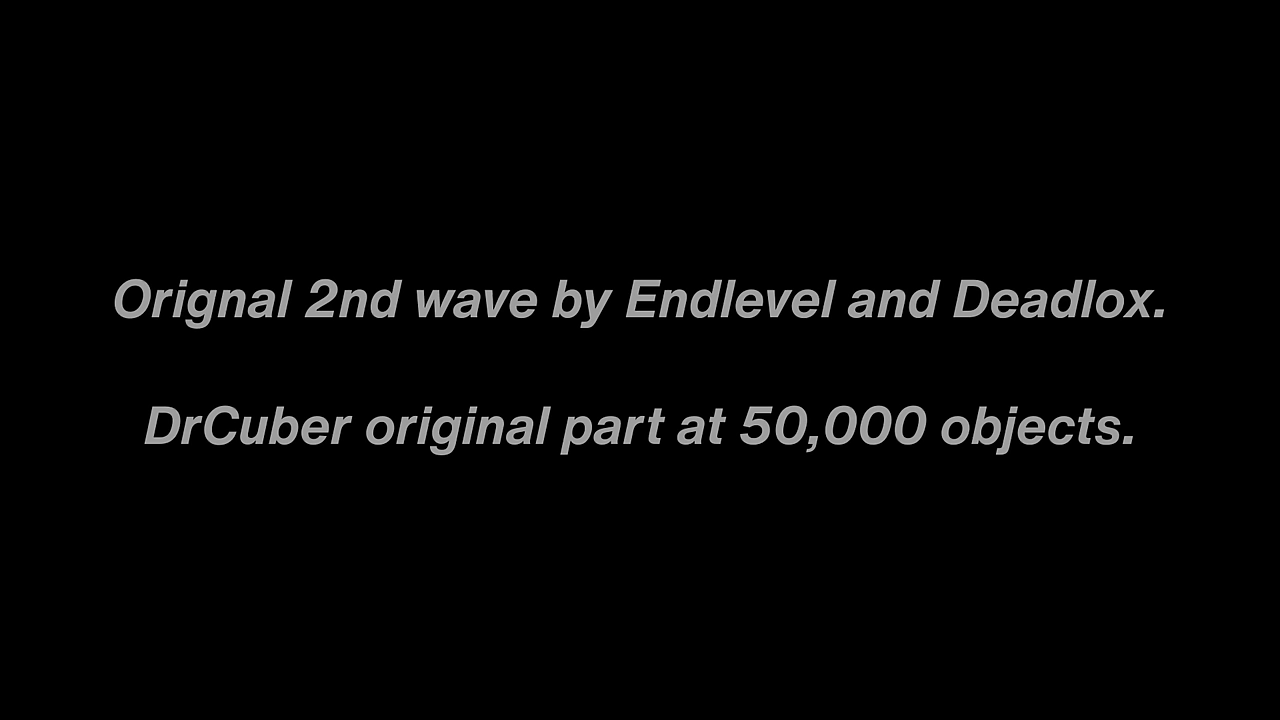 Orignal 2nd wave by Endlevel and Deadlox.
DrCuber original part at 50,000 objects.